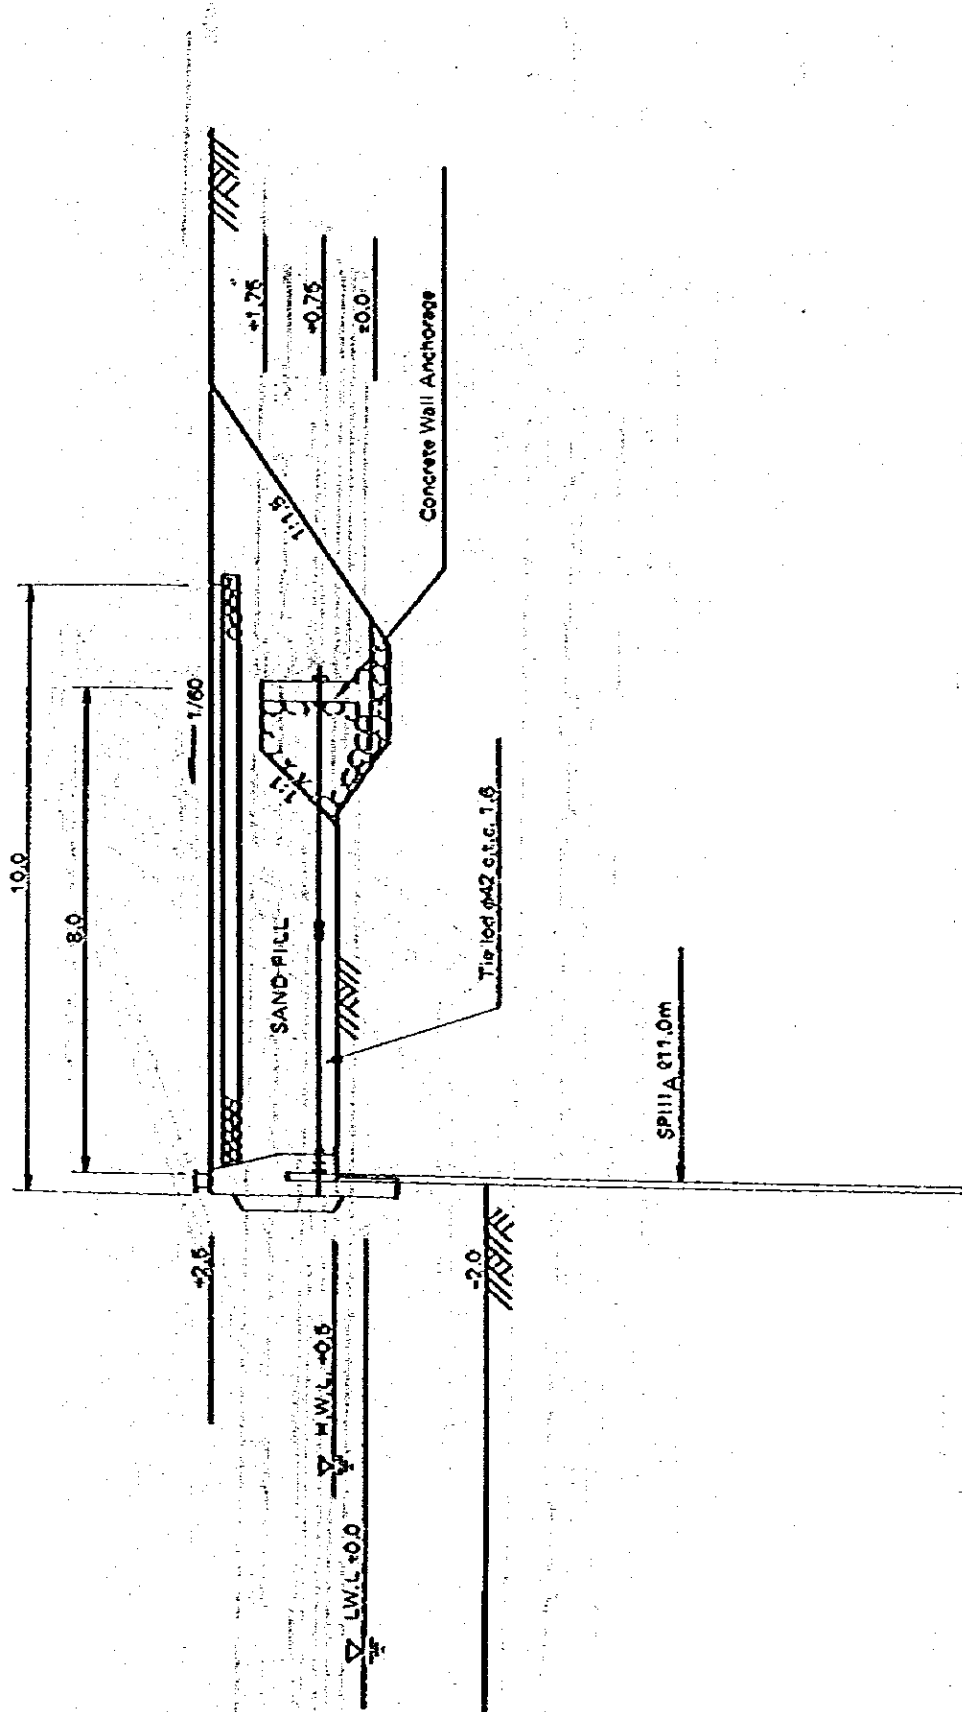 10.0
8.0
1/60
+2.5
H.W.L. +0.5
L.W.L +0.0
-2.0
SAND FILL
1:1
1:1.5
+1.75
+0.75
±0.0
Concrete Wall Anchorage
Tie lod φ42 c.t.c. 1.6
SPIIIA ℓ11.0m